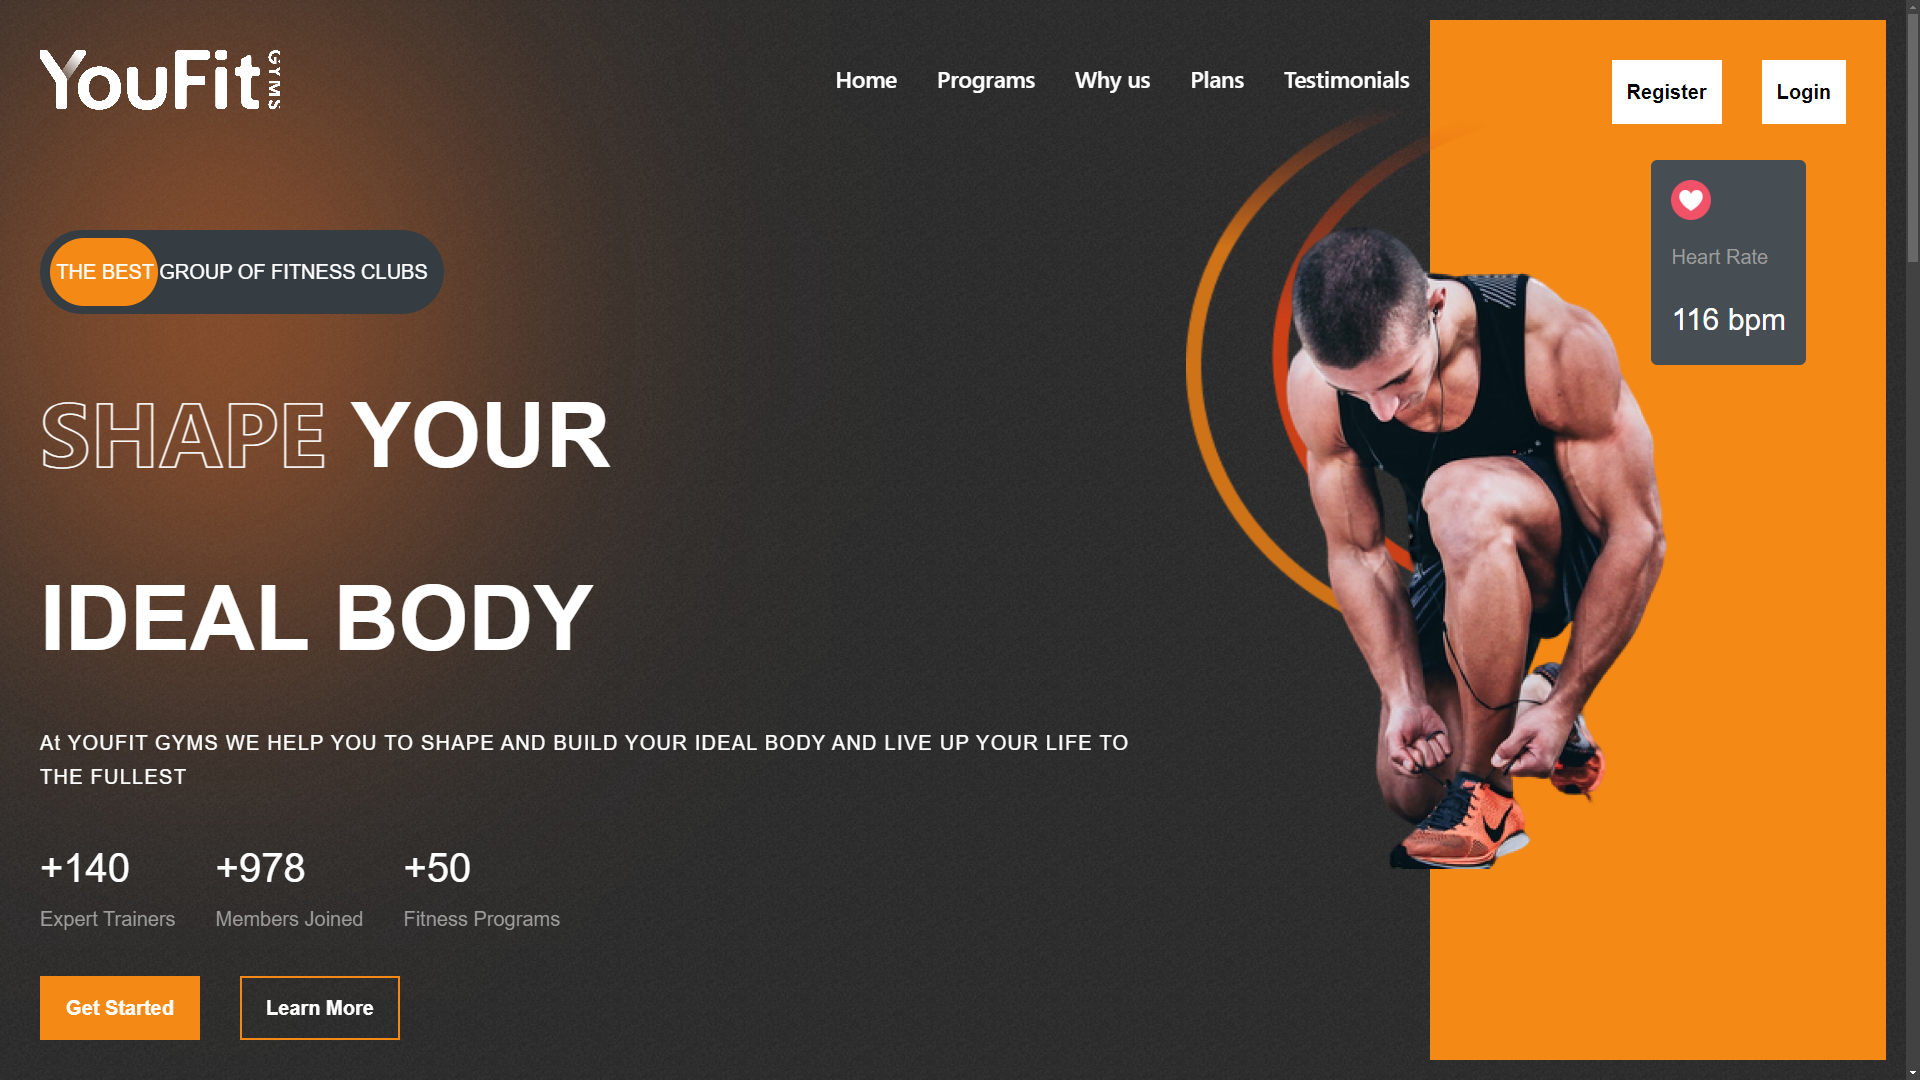 YouFit GYMS
Home Programs Why us Plans Testimonials
Register Login
Heart Rate
116 bpm
THE BEST GROUP OF FITNESS CLUBS
SHAPE YOUR
IDEAL BODY
At YOUFIT GYMS WE HELP YOU TO SHAPE AND BUILD YOUR IDEAL BODY AND LIVE UP YOUR LIFE TO
THE FULLEST
+140 +978 +50
Expert Trainers Members Joined Fitness Programs
Get Started Learn More